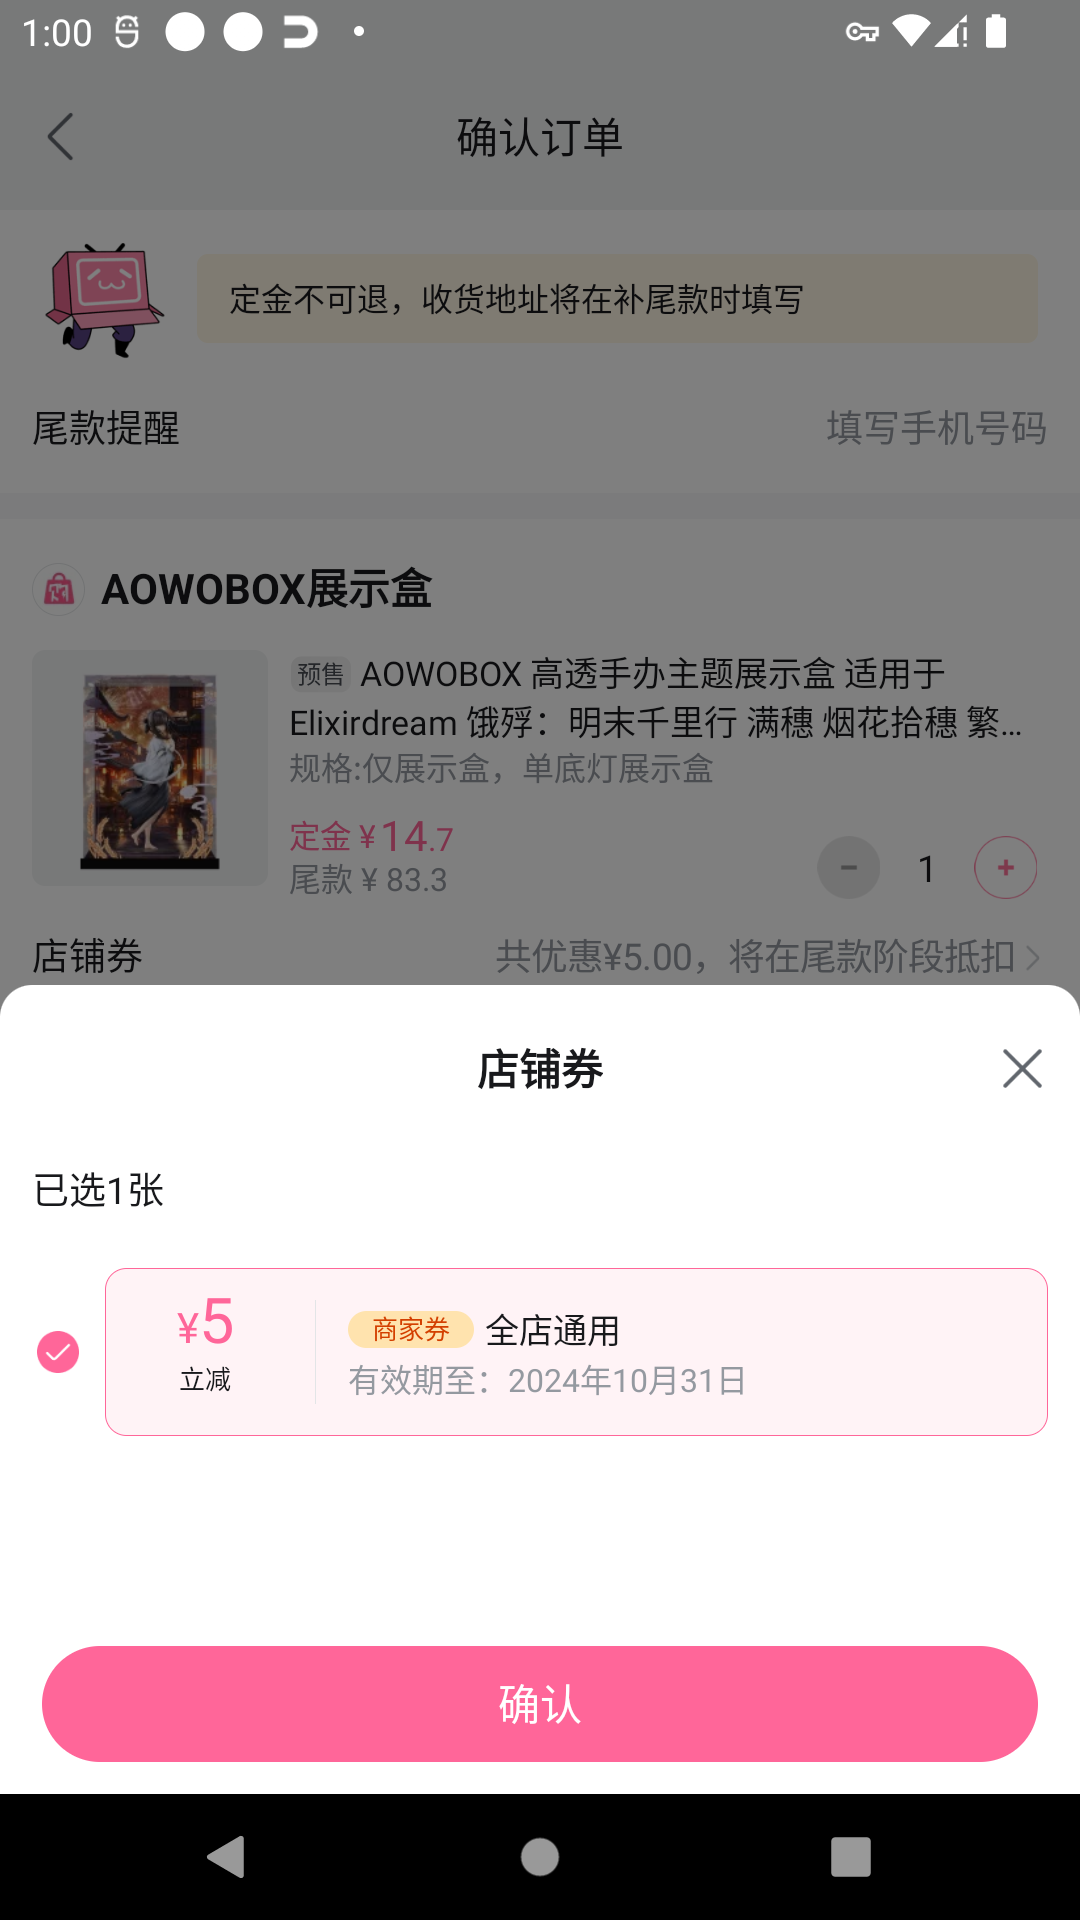 1:00
确认订单
定金不可退，收货地址将在补尾款时填写
尾款提醒
填写手机号码
AOWOBOX展示盒
预售 AOWOBOX 高透手办主题展示盒 适用于
Elixirdream 饿殍：明末千里行 满穗 烟花拾穗 繁...
规格:仅展示盒，单底灯展示盒
定金 ¥14.7
尾款 ¥ 83.3
1
店铺券
共优惠¥5.00，将在尾款阶段抵扣
店铺券
已选1张
¥5
立减
商家券 全店通用
有效期至：2024年10月31日
确认